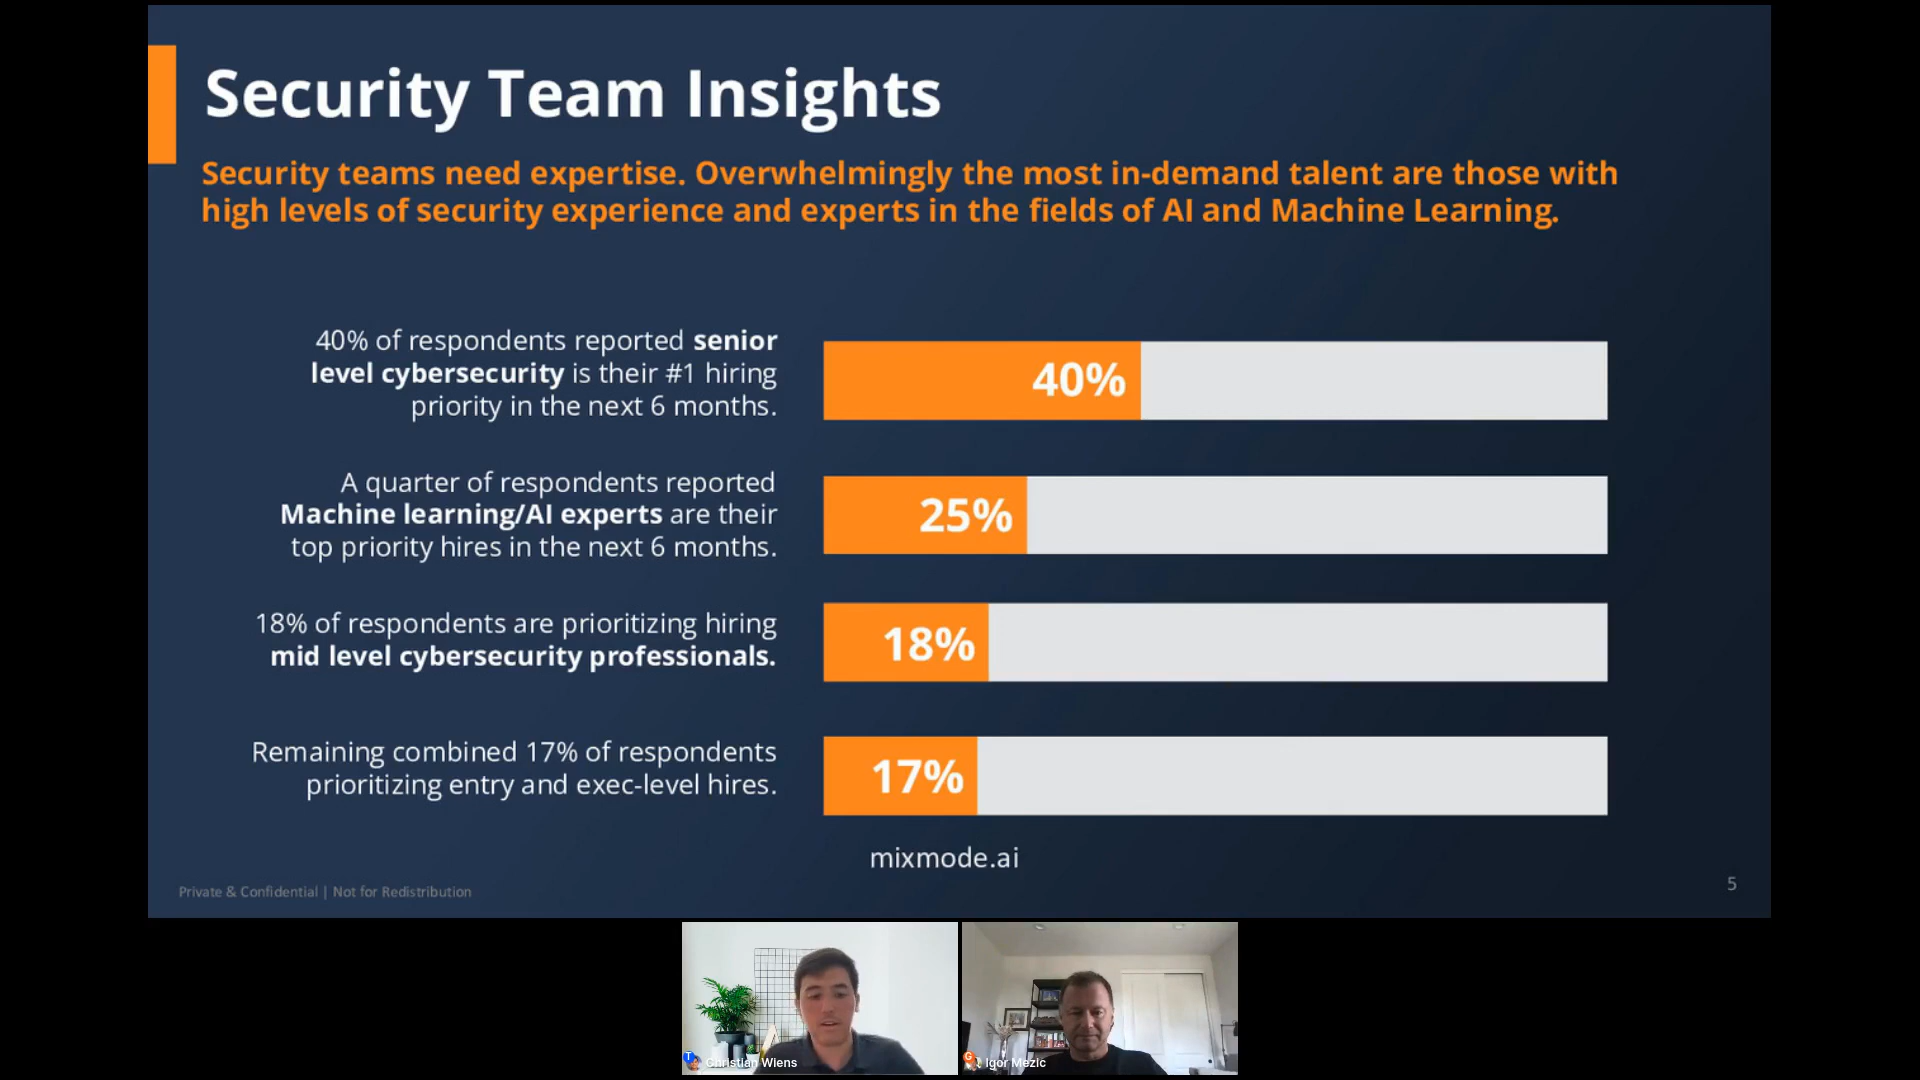 Security Team Insights
Security teams need expertise. Overwhelmingly the most in-demand talent are those with
high levels of security experience and experts in the fields of AI and Machine Learning.
40% of respondents reported senior
level cybersecurity is their #1 hiring
priority in the next 6 months.
40%
A quarter of respondents reported
Machine learning/AI experts are their
top priority hires in the next 6 months.
25%
18% of respondents are prioritizing hiring
mid level cybersecurity professionals.
18%
Remaining combined 17% of respondents
prioritizing entry and exec-level hires.
17%
mixmode.ai
Private & Confidential | Not for Redistribution
5
Christian Wiens
Igor Mezic